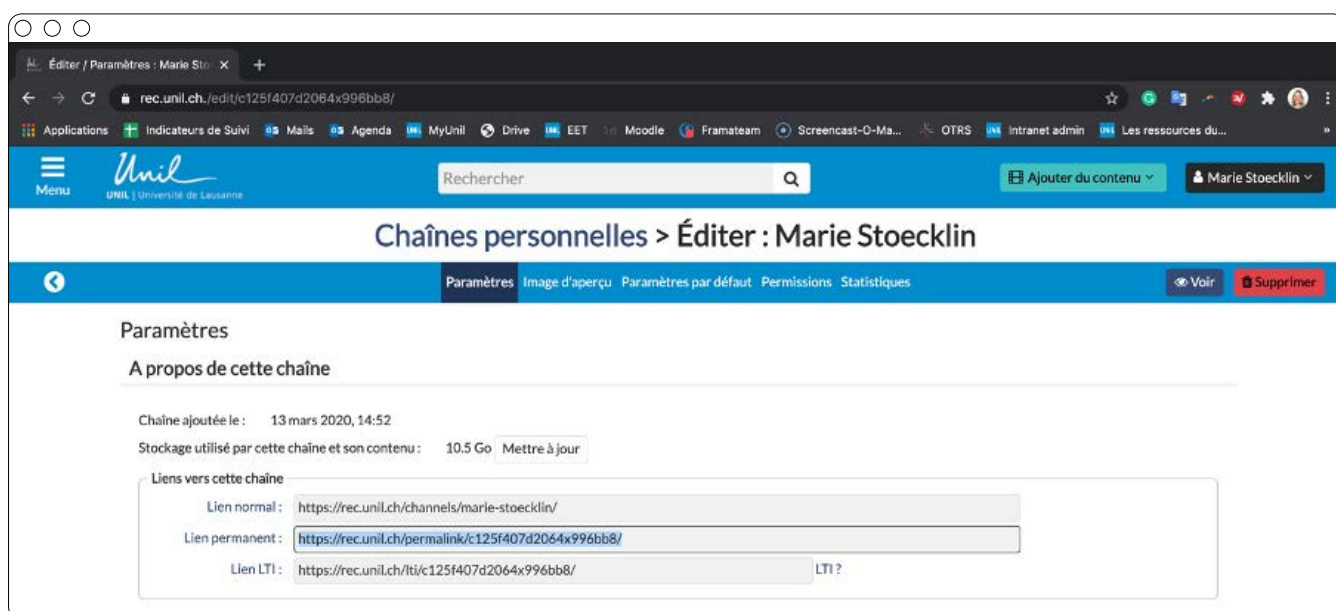 Éditer / Paramètres : Marie Sto
rec.unil.ch./edit/c125f407d2064x996bb8/
Applications Indicateurs de Suivi Mails Agenda MyUnil Drive EET Moodle Framateam Screencast-O-Ma... OTRS Intranet admin Les ressources du... »
Menu Unil Rechercher Ajouter du contenu Marie Stoecklin
UNIL | Université de Lausanne
Chaînes personnelles > Éditer : Marie Stoecklin
Paramètres Image d'aperçu Paramètres par défaut Permissions Statistiques Voir Supprimer
Paramètres
A propos de cette chaîne
Chaîne ajoutée le : 13 mars 2020, 14:52
Stockage utilisé par cette chaîne et son contenu : 10.5 Go Mettre à jour
Liens vers cette chaîne
Lien normal : https://rec.unil.ch/channels/marie-stoecklin/
Lien permanent : https://rec.unil.ch/permalink/c125f407d2064x996bb8/
Lien LTI : https://rec.unil.ch/lti/c125f407d2064x996bb8/ LTI ?